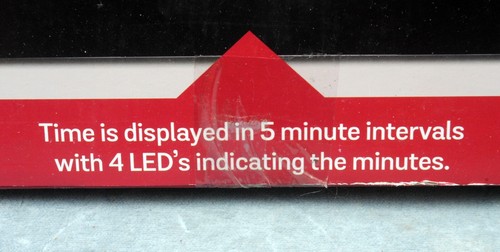 Time is displayed in 5 minute intervals
with 4 LED's indicating the minutes.